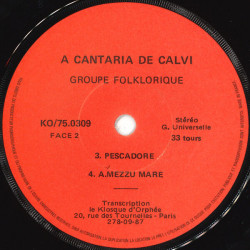 A CANTARIA DE CALVI
GROUPE FOLKLORIQUE
KO/75.0309
FACE 2
Stéréo
G. Universelle
33 tours
3. PESCADORE
4. A.MEZZU MARE
Transcription
le Kiosque d'Orphée
20, rue des Tournelles - Paris
278-09-87